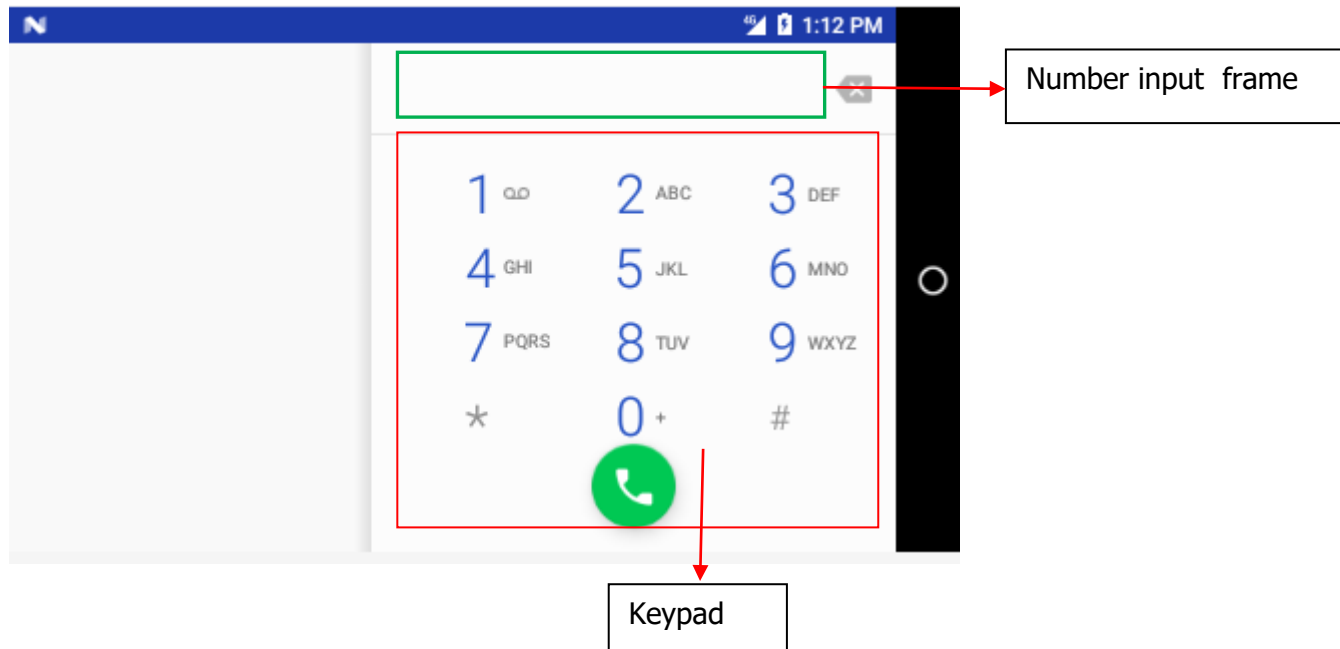 4G 1:12 PM
Number input frame
1 2 ABC 3 DEF
4 GHI 5 JKL 6 MNO
7 PQRS 8 TUV 9 WXYZ
* 0 + #
Keypad